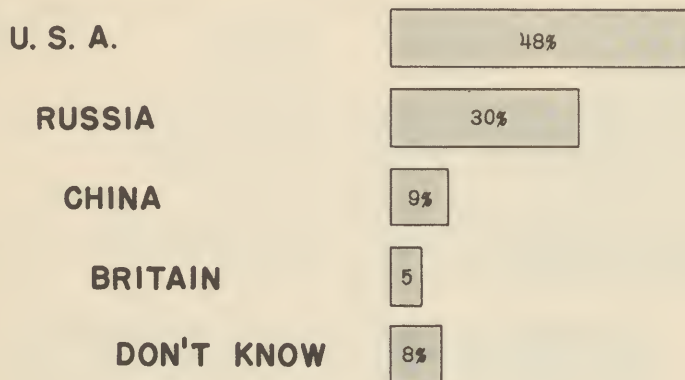 U. S. A. 48%
RUSSIA 30%
CHINA 9%
BRITAIN 5
DON'T KNOW 8%